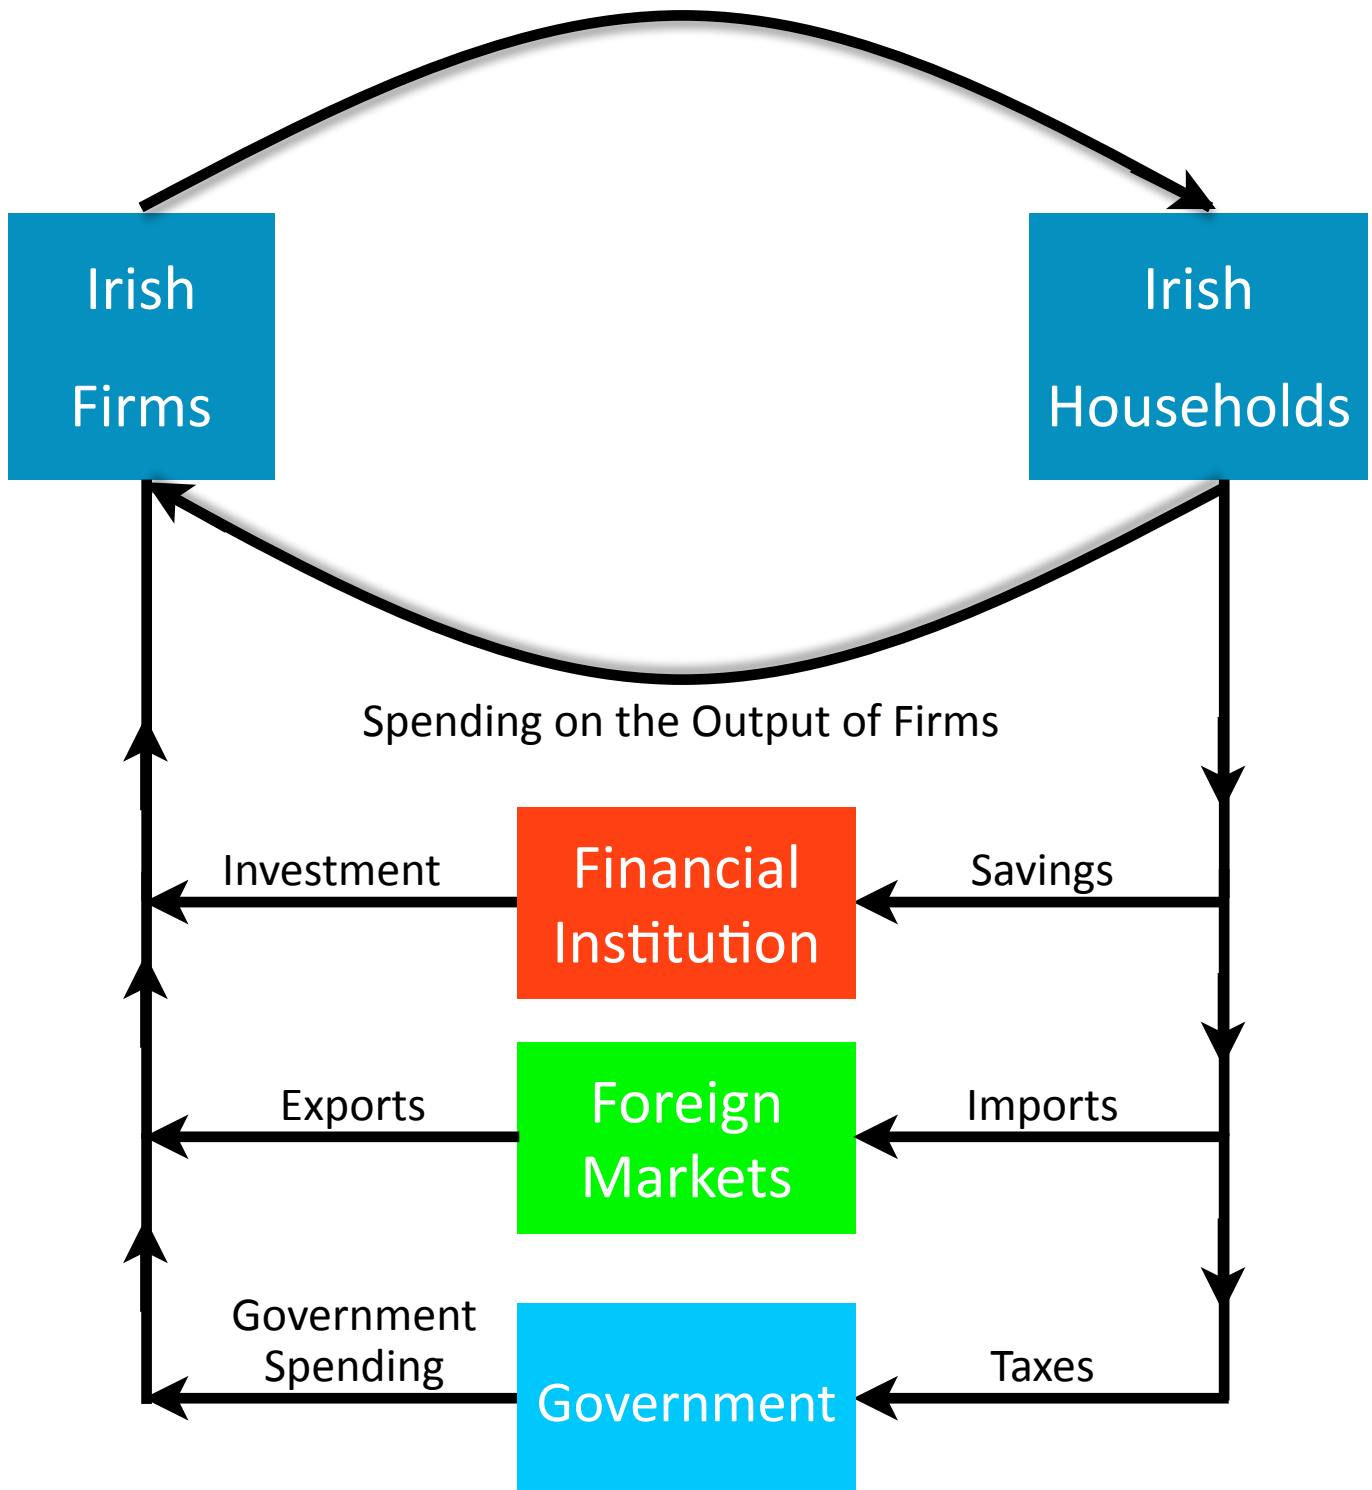 Irish
Firms
Irish
Households
Spending on the Output of Firms
Investment
Financial
Institution
Savings
Exports
Foreign
Markets
Imports
Government
Spending
Government
Taxes